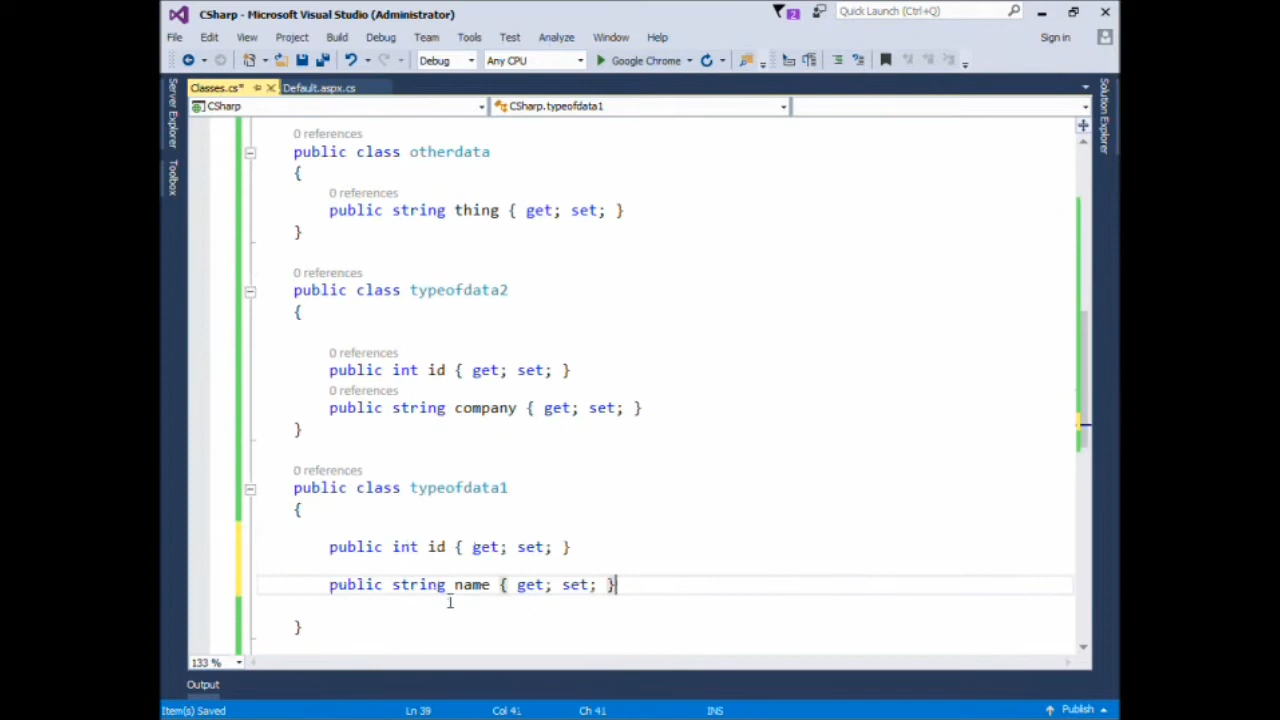 CSharp - Microsoft Visual Studio (Administrator)
2
Quick Launch (Ctrl+Q)
File Edit View Project Build Debug Team Tools Test Analyze Window Help
Sign in
Debug Any CPU Google Chrome
Server Explorer
Toolbox
Solution Explorer
Classes.cs* Default.aspx.cs
CSharp CSharp.typeofdata1
0 references
public class otherdata
{
0 references
public string thing { get; set; }
}
0 references
public class typeofdata2
{
0 references
public int id { get; set; }
0 references
public string company { get; set; }
}
0 references
public class typeofdata1
{
public int id { get; set; }
public string name { get; set; }
}
133 %
Output
Item(s) Saved Ln 39 Col 41 Ch 41 INS Publish